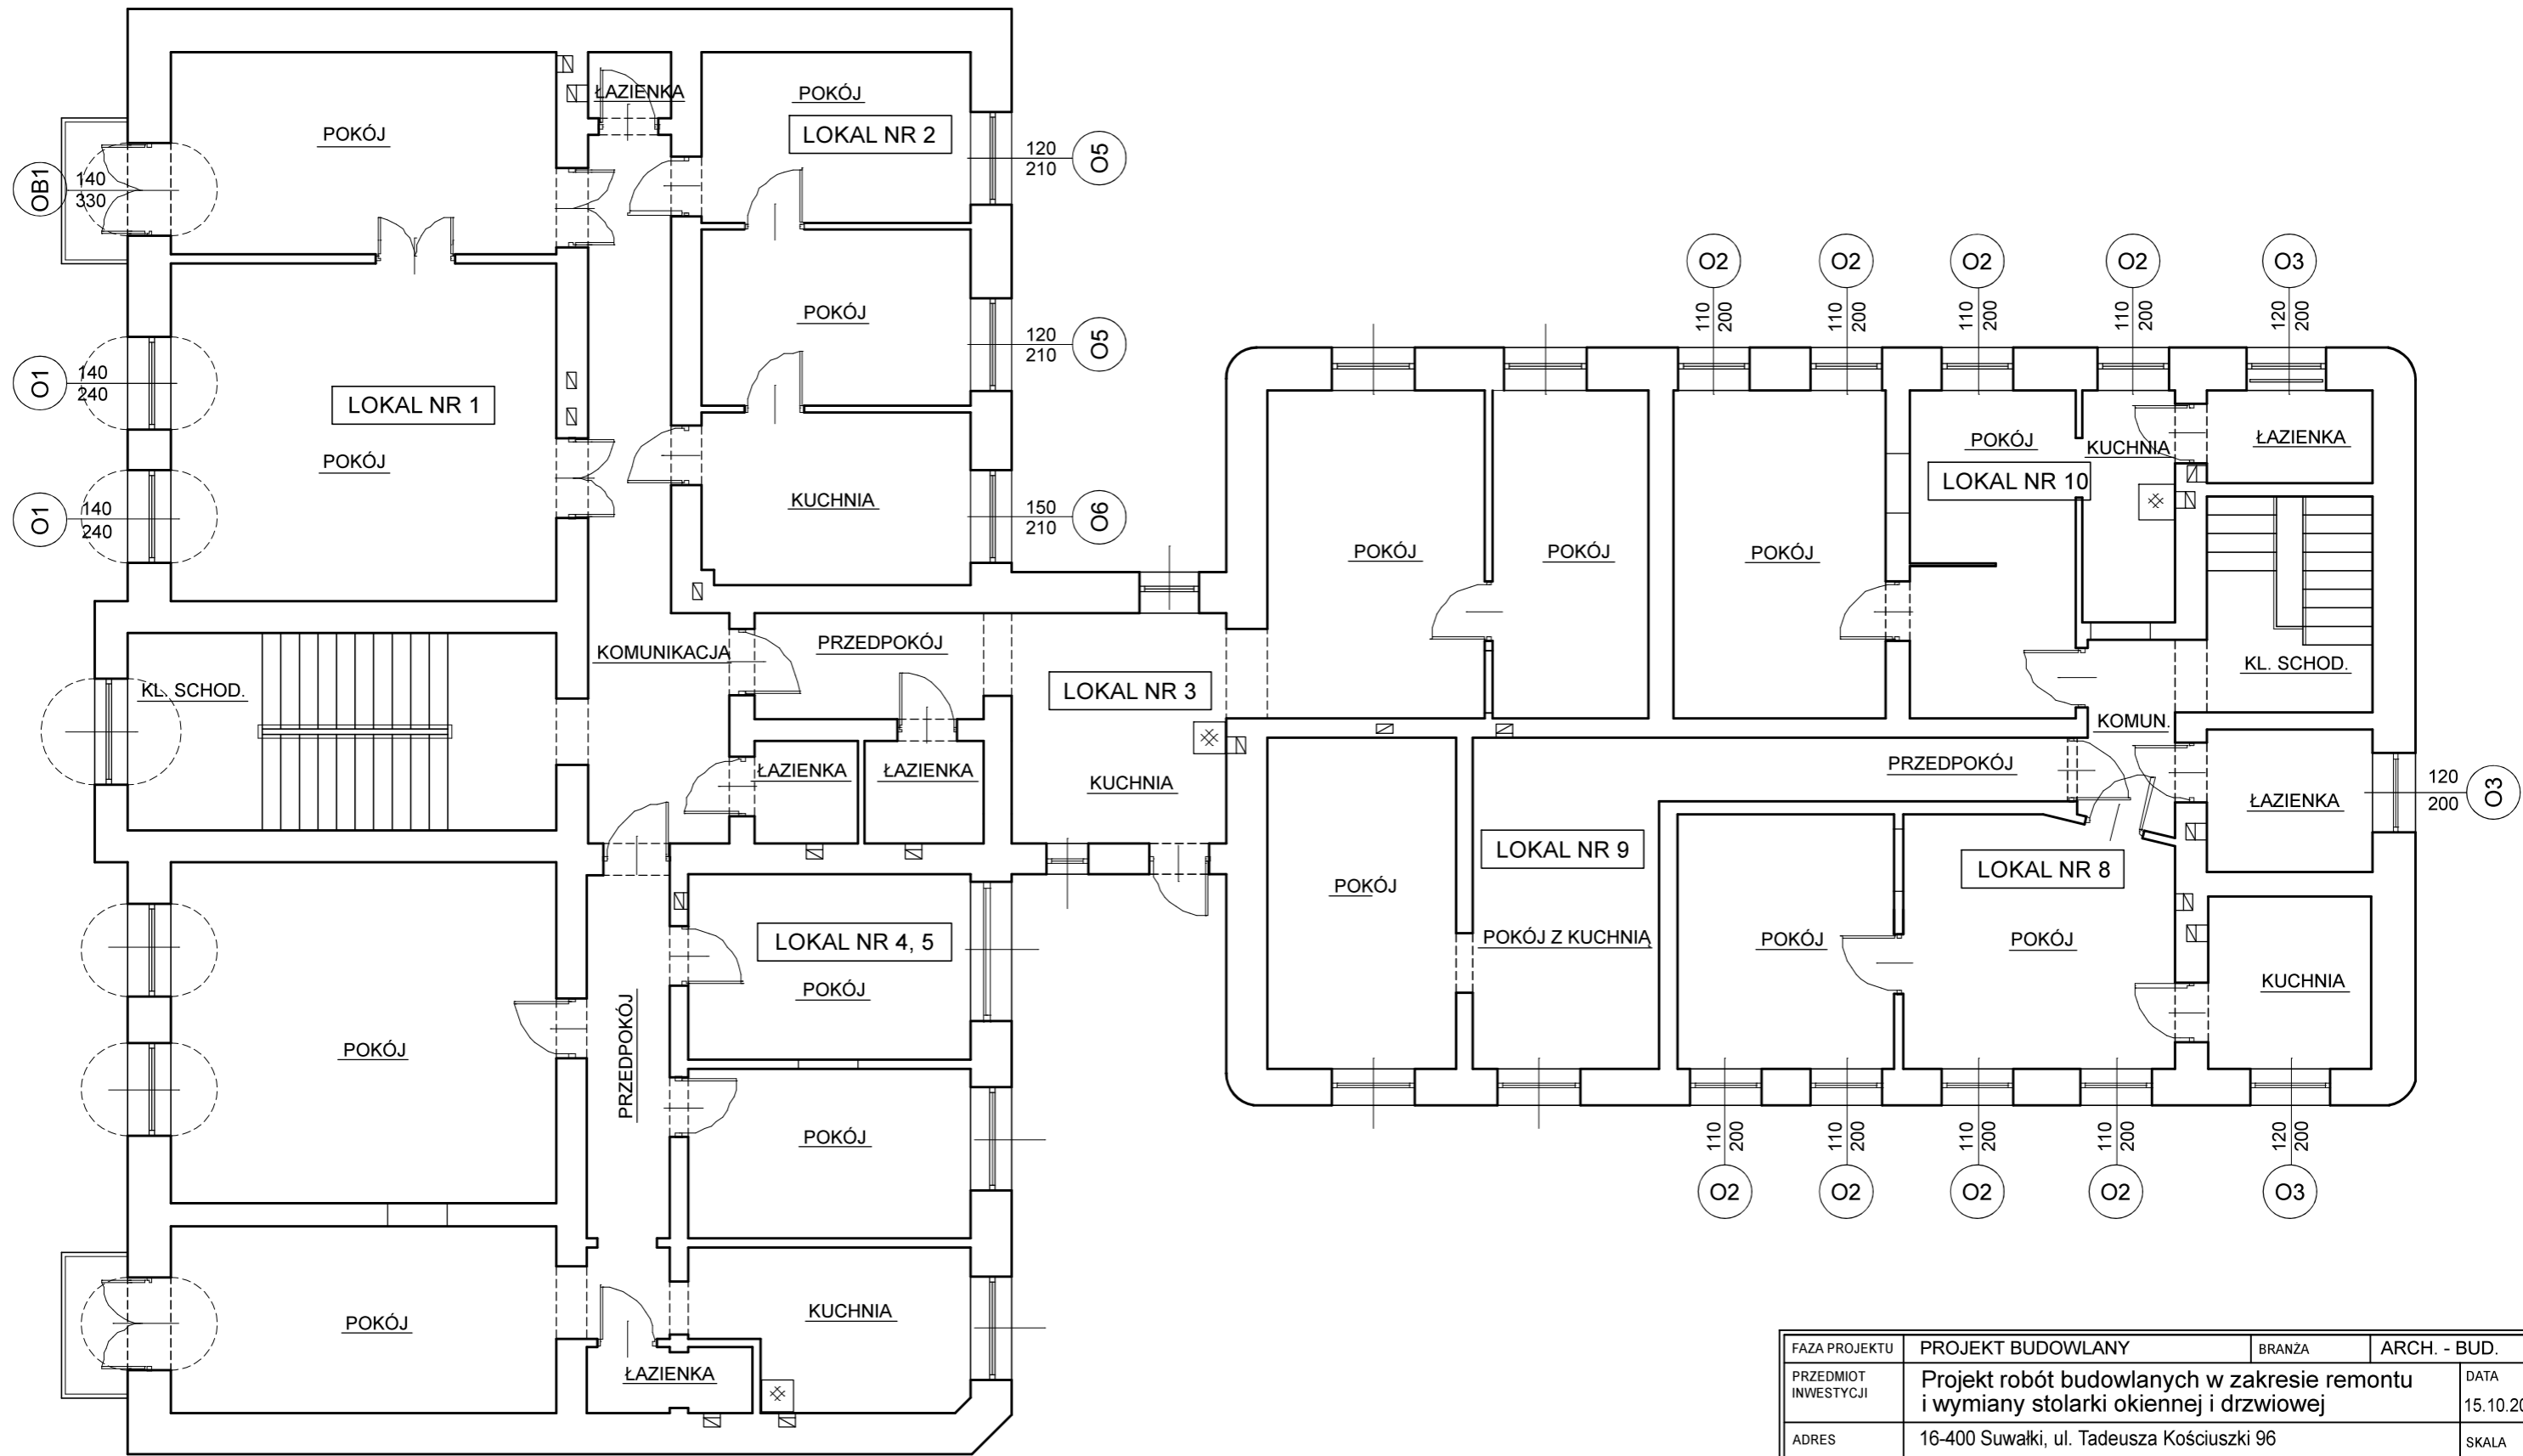 ŁAZIENKA
POKÓJ
LOKAL NR 2
POKÓJ
OB1
140
330
120
210
O5
O2
O2
O2
O2
O3
110
200
110
200
110
200
110
200
120
200
POKÓJ
120
210
O5
O1
140
240
LOKAL NR 1
POKÓJ
O1
140
240
KUCHNIA
150
210
O6
POKÓJ
POKÓJ
POKÓJ
POKÓJ
KUCHNIA
ŁAZIENKA
LOKAL NR 10
KOMUNIKACJA
PRZEDPOKÓJ
LOKAL NR 3
KL. SCHOD.
KL. SCHOD.
KOMUN.
ŁAZIENKA
ŁAZIENKA
KUCHNIA
PRZEDPOKÓJ
ŁAZIENKA
120
200
O3
LOKAL NR 9
LOKAL NR 8
POKÓJ
POKÓJ Z KUCHNIĄ
POKÓJ
POKÓJ
KUCHNIA
LOKAL NR 4, 5
POKÓJ
POKÓJ
PRZEDPOKÓJ
POKÓJ
110
200
110
200
110
200
110
200
120
200
O2
O2
O2
O2
O3
POKÓJ
KUCHNIA
ŁAZIENKA
FAZA PROJEKTU PROJEKT BUDOWLANY BRANŻA ARCH. - BUD.
PRZEDMIOT INWESTYCJI
Projekt robót budowlanych w zakresie remontu
i wymiany stolarki okiennej i drzwiowej
DATA
15.10.20
ADRES 16-400 Suwałki, ul. Tadeusza Kościuszki 96 SKALA